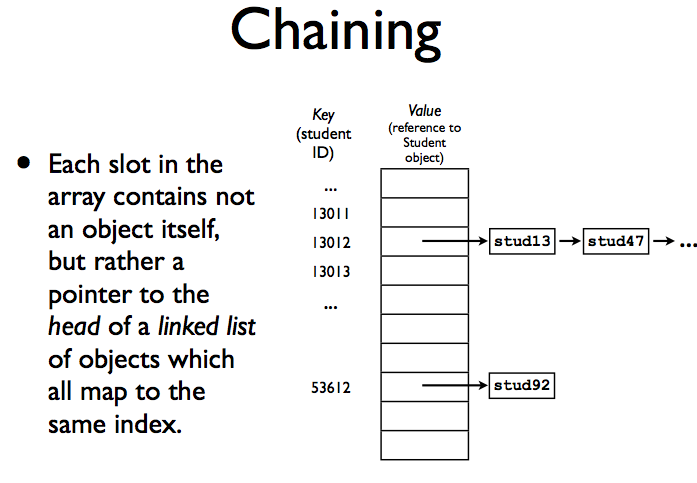 Chaining
• Each slot in the
array contains not
an object itself,
but rather a
pointer to the
head of a linked list
of objects which
all map to the
same index.
Key
(student
ID)
Value
(reference to
Student
object)
...
13011
13012
stud13
stud47
...
13013
...
53612
stud92